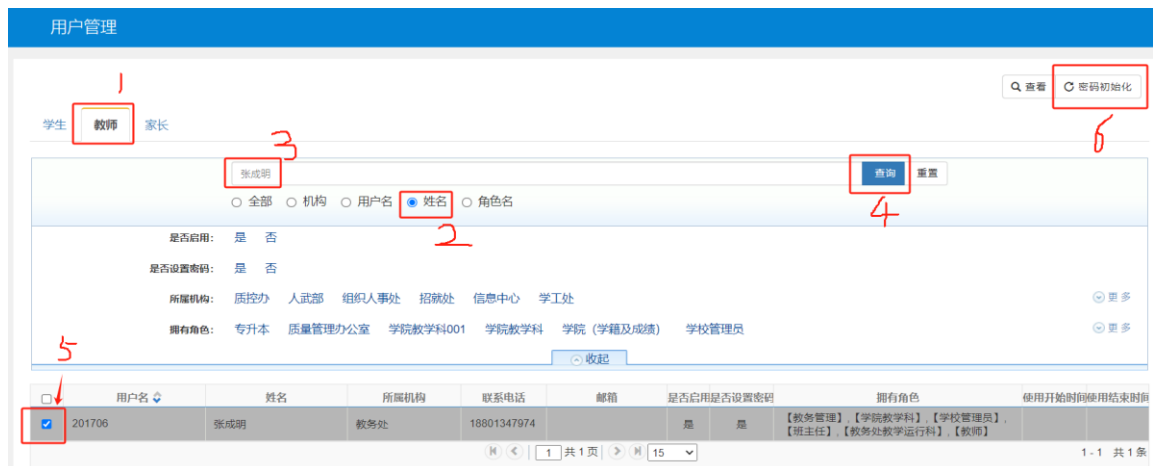 用户管理
1
6
查看 密码初始化
学生 教师 家长
3
张成明 查询 重置
全部 机构 用户名 姓名 角色名
2
4
是否启用: 是 否
是否设置密码: 是 否
所属机构: 质控办 人武部 组织人事处 招就处 信息中心 学工处 更多
拥有角色: 专升本 质量管理办公室 学院教学科001 学院教学科 学院（学籍及成绩） 学校管理员 更多
5
收起
用户名 姓名 所属机构 联系电话 邮箱 是否启用 是否设置密码 拥有角色 使用开始时间 使用结束时间
201706 张成明 教务处 18801347974 是 是 【教务管理】,【学院教学科】,【学校管理员】,
【班主任】,【教务处教学运行科】,【教师】
1 共1页 15 1 - 1 共1条